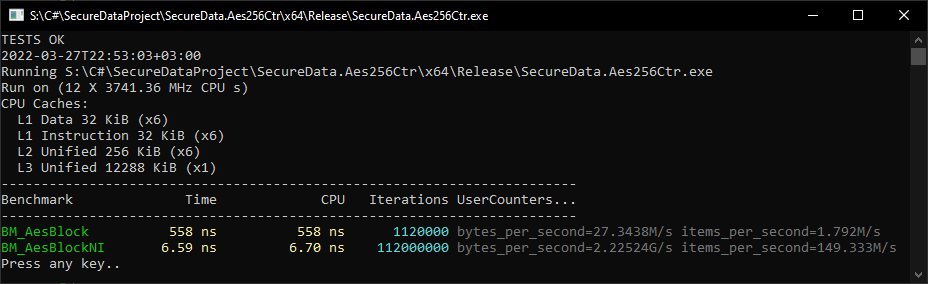 S:\C#\SecureDataProject\SecureData.Aes256Ctr\x64\Release\SecureData.Aes256Ctr.exe
TESTS OK
2022-03-27T22:53:03+03:00
Running S:\C#\SecureDataProject\SecureData.Aes256Ctr\x64\Release\SecureData.Aes256Ctr.exe
Run on (12 X 3741.36 MHz CPU s)
CPU Caches:
  L1 Data 32 KiB (x6)
  L1 Instruction 32 KiB (x6)
  L2 Unified 256 KiB (x6)
  L3 Unified 12288 KiB (x1)
------------------------------------------------------------------------
Benchmark              Time             CPU   Iterations UserCounters...
------------------------------------------------------------------------
BM_AesBlock          558 ns          558 ns      1120000 bytes_per_second=27.3438M/s items_per_second=1.792M/s
BM_AesBlockNI       6.59 ns         6.70 ns    112000000 bytes_per_second=2.22524G/s items_per_second=149.333M/s
Press any key..